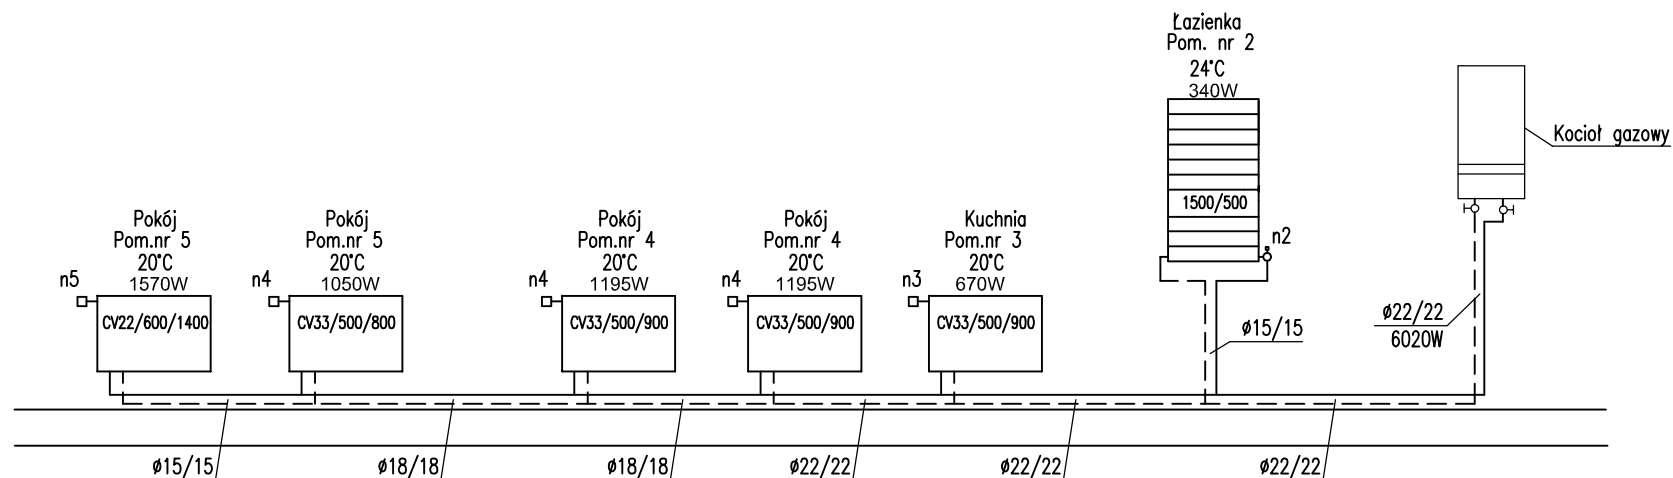 Łazienka
Pom. nr 2
24°C
340W
1500/500
n2
Kocioł gazowy
Pokój
Pom.nr 5
20°C
1570W
n5
CV22/600/1400
Pokój
Pom.nr 5
20°C
1050W
n4
CV33/500/800
Pokój
Pom.nr 4
20°C
1195W
n4
CV33/500/900
Pokój
Pom.nr 4
20°C
1195W
n4
CV33/500/900
Kuchnia
Pom.nr 3
20°C
670W
n3
CV33/500/900
ø15/15
ø22/22
6020W
ø15/15
ø18/18
ø18/18
ø22/22
ø22/22
ø22/22